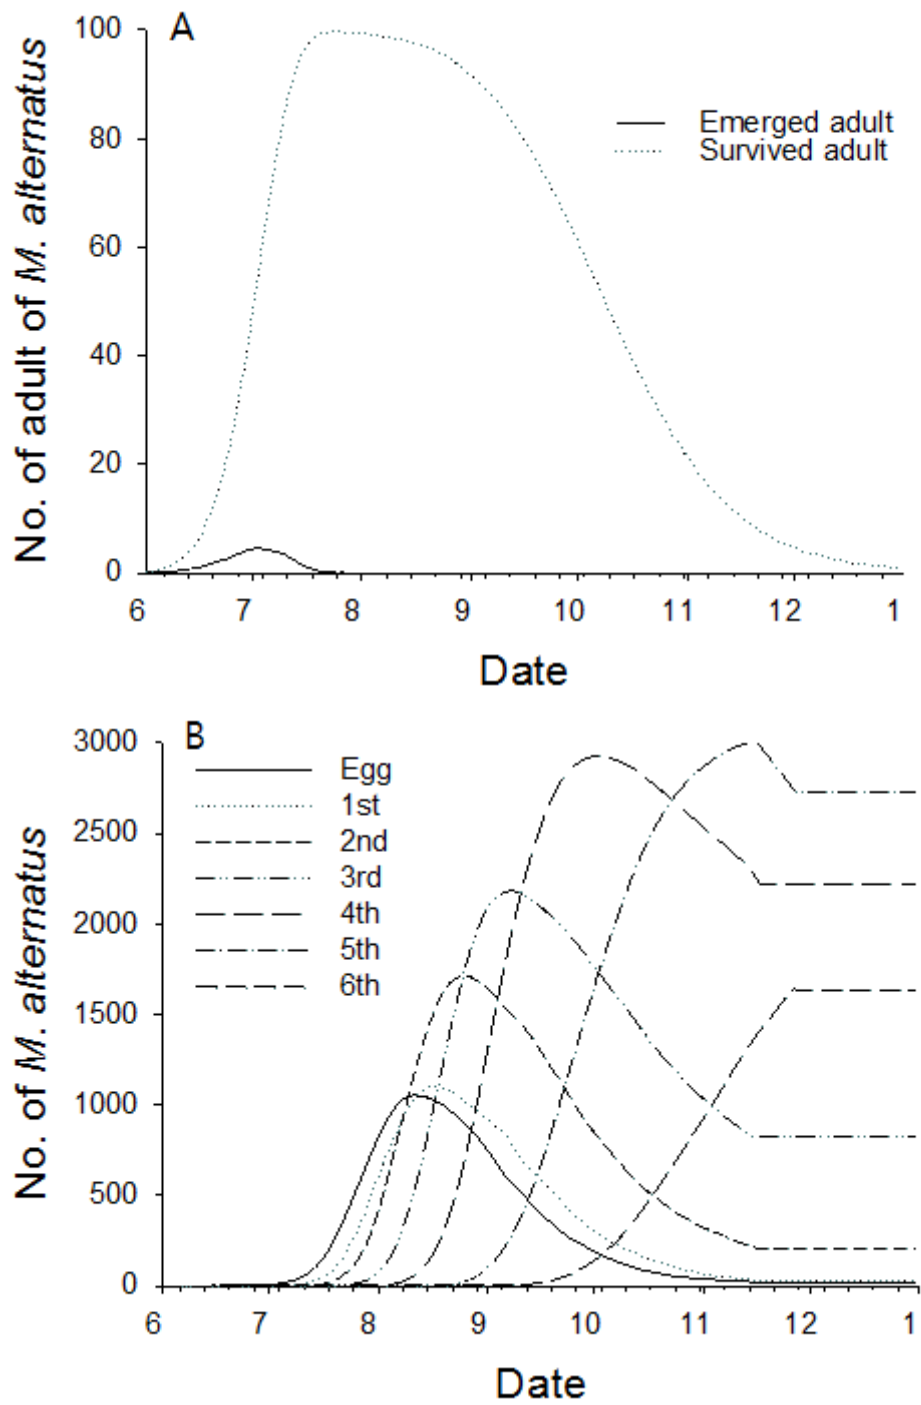 A
100
80
60
40
20
0
No. of adult of M. alternatus
Emerged adult
Survived adult
6 7 8 9 10 11 12 1
Date
B
3000
2500
2000
1500
1000
500
0
No. of M. alternatus
Egg
1st
2nd
3rd
4th
5th
6th
6 7 8 9 10 11 12 1
Date